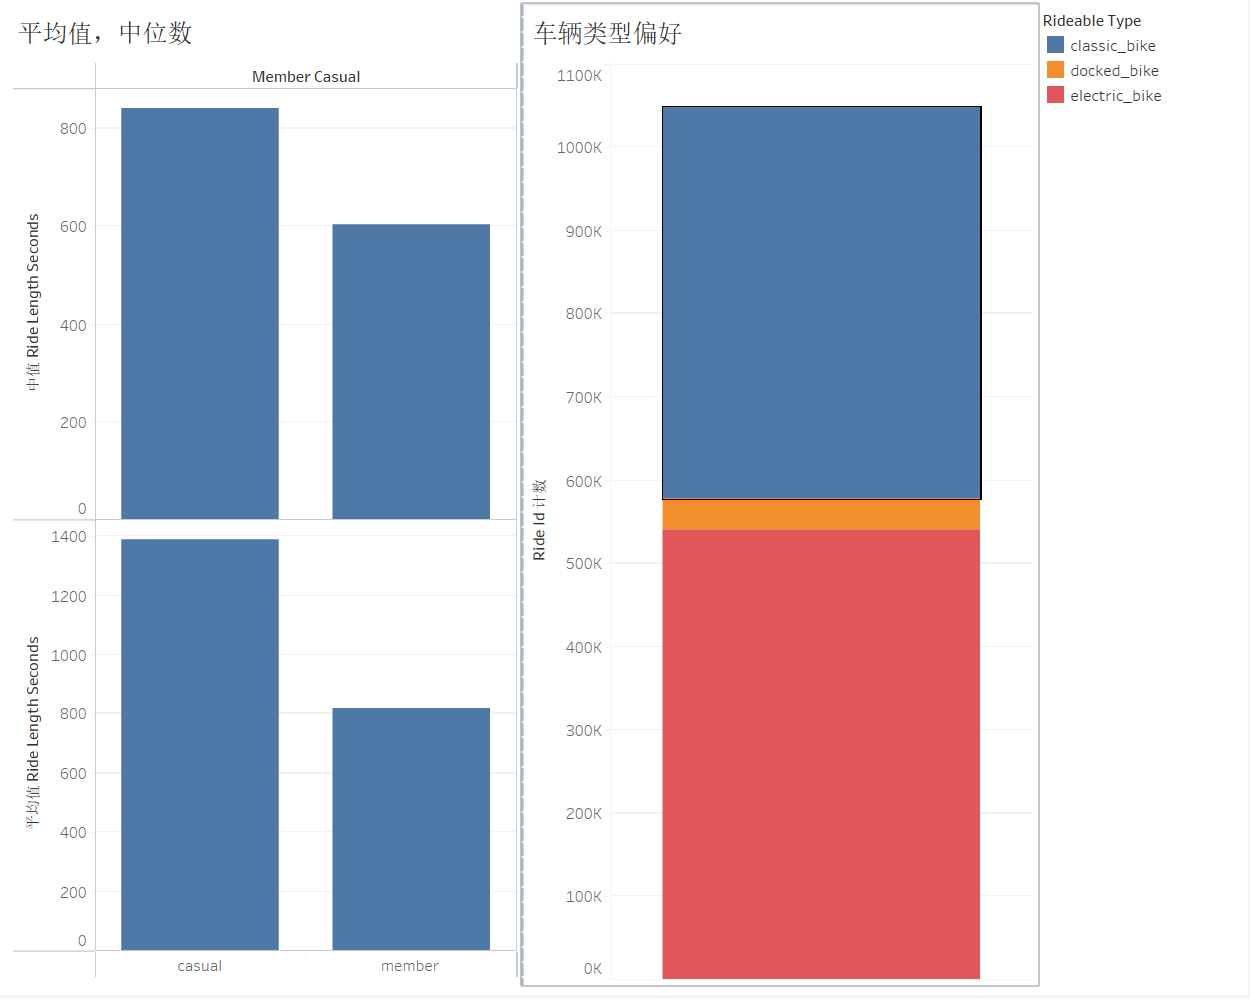 平均值，中位数
Member Casual
中值 Ride Length Seconds
800
600
400
200
0
平均值 Ride Length Seconds
1400
1200
1000
800
600
400
200
0
casual
member
车辆类型偏好
Ride Id 计数
1100K
1000K
900K
800K
700K
600K
500K
400K
300K
200K
100K
0K
Rideable Type
classic_bike
docked_bike
electric_bike